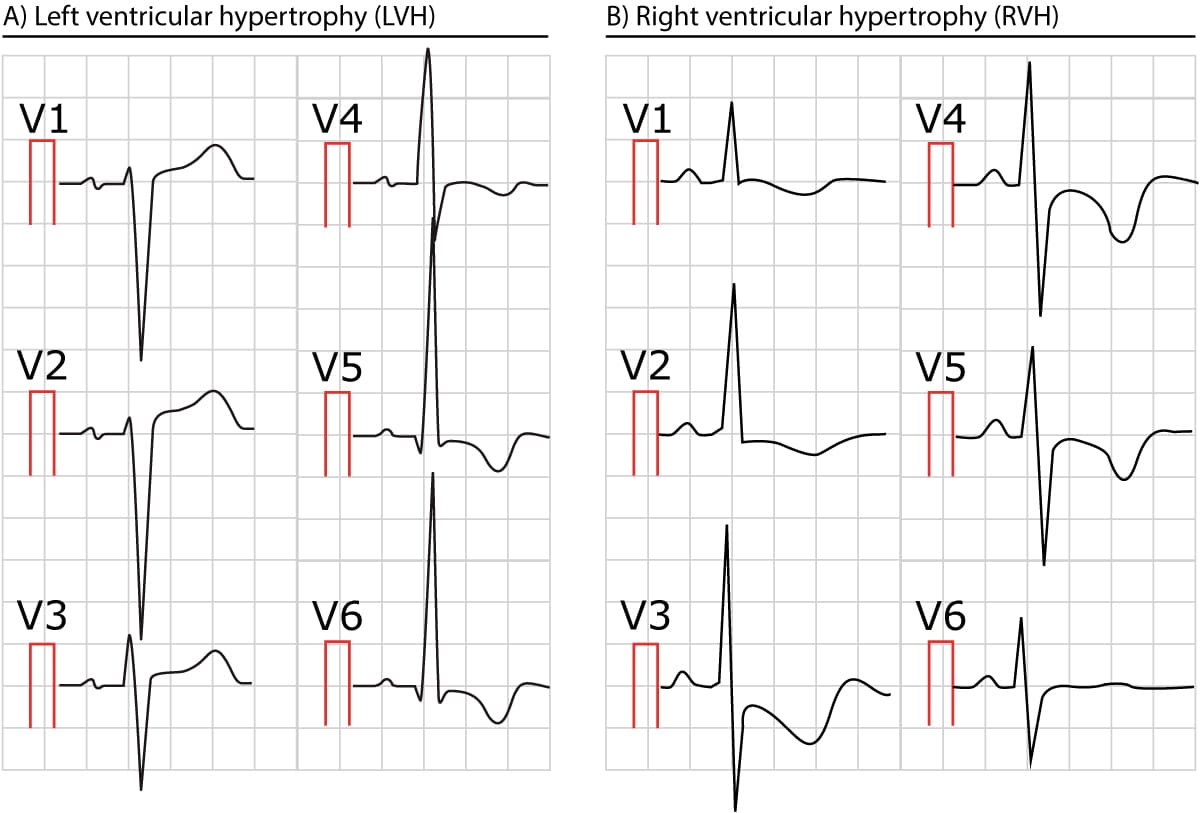 A) Left ventricular hypertrophy (LVH)
V1
V4
V2
V5
V3
V6
B) Right ventricular hypertrophy (RVH)
V1
V4
V2
V5
V3
V6